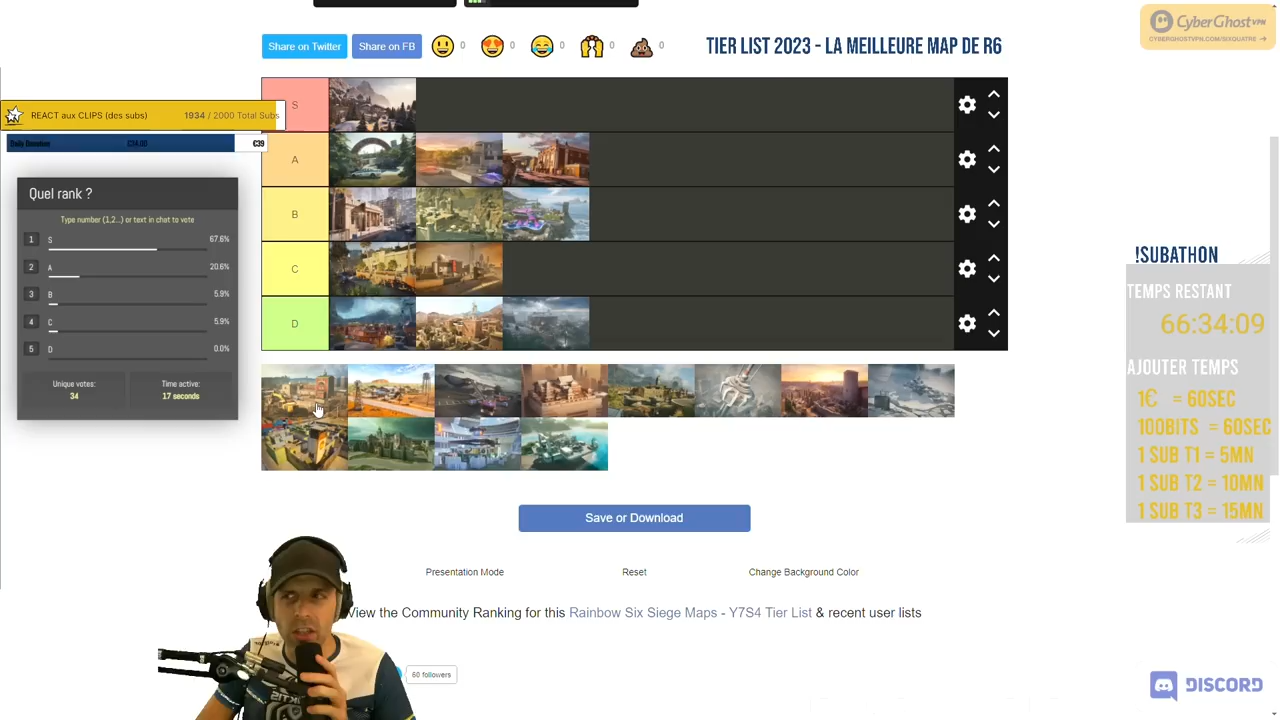 Share on Twitter
Share on FB
0
0
0
0
0
TIER LIST 2023 - LA MEILLEURE MAP DE R6
CyberGhost VPN
CYBERGHOSTVPN.COM/SIXQUATRE
S
REACT aux CLIPS (des subs)
1934 / 2000 Total Subs
€39
A
Quel rank ?
Type number (1,2...) or text in chat to vote
1 S 67.6%
2 A 20.6%
3 B 5.9%
4 C 5.9%
5 D 0.0%
Unique votes:
34
Time active:
17 seconds
B
C
D
!SUBATHON
TEMPS RESTANT
66:34:09
AJOUTER TEMPS
1€ = 60SEC
100BITS = 60SEC
1 SUB T1 = 5MN
1 SUB T2 = 10MN
1 SUB T3 = 15MN
Save or Download
Presentation Mode
Reset
Change Background Color
View the Community Ranking for this Rainbow Six Siege Maps - Y7S4 Tier List & recent user lists
60 followers
DISCORD